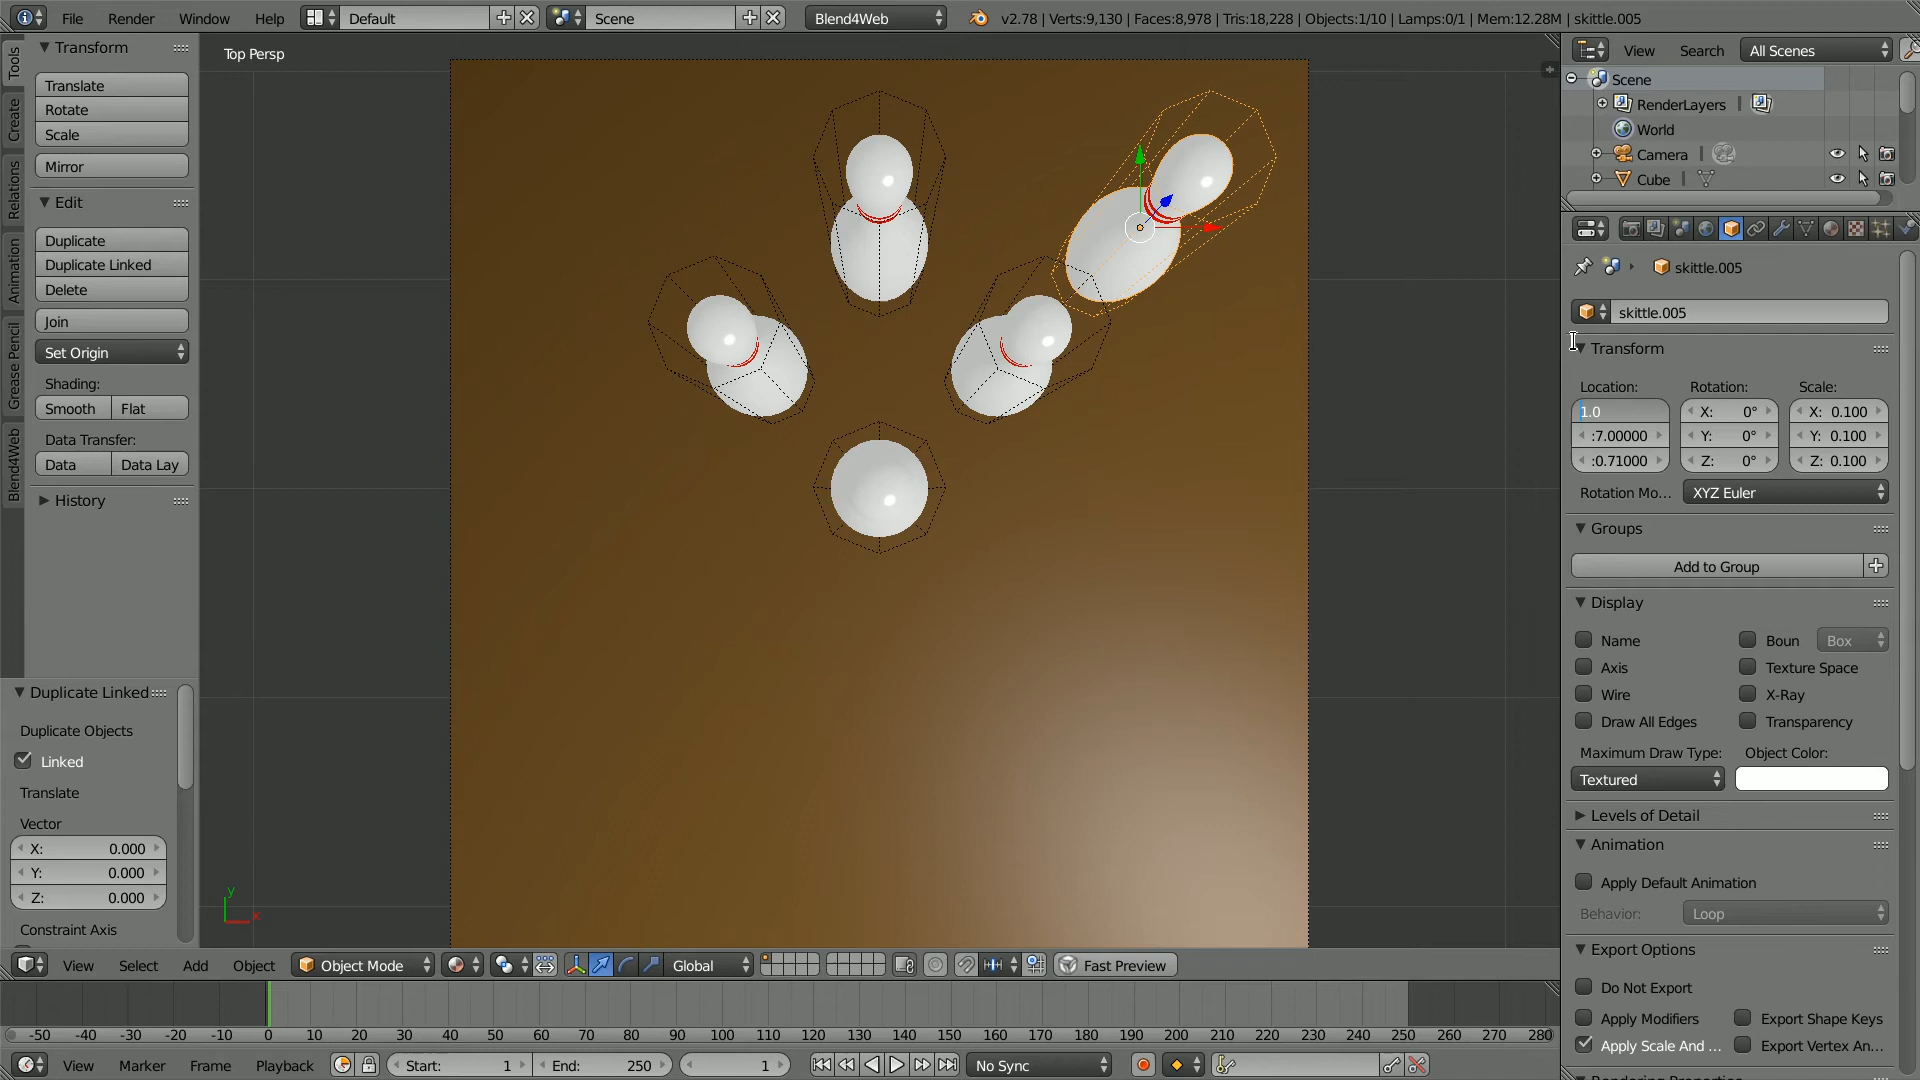 File Render Window Help Default Scene Blend4Web v2.78 | Verts:9,130 | Faces:8,978 | Tris:18,228 | Objects:1/10 | Lamps:0/1 | Mem:12.28M | skittle.005
Tools
Create
Relations
Animation
Grease Pencil
Blend4Web
Transform
Translate
Rotate
Scale
Mirror
Edit
Duplicate
Duplicate Linked
Delete
Join
Set Origin
Shading:
Smooth Flat
Data Transfer:
Data Data Lay
History
Duplicate Linked
Duplicate Objects
Linked
Translate
Vector
X: 0.000
Y: 0.000
Z: 0.000
Constraint Axis
Top Persp
y
x
View Select Add Object Object Mode Global Fast Preview
-50 -40 -30 -20 -10 0 10 20 30 40 50 60 70 80 90 100 110 120 130 140 150 160 170 180 190 200 210 220 230 240 250 260 270 280
View Marker Frame Playback Start: 1 End: 250 1 No Sync
View Search All Scenes
Scene
RenderLayers |
World
Camera |
Cube |
skittle.005
skittle.005
Transform
Location: Rotation: Scale:
1.0 X: 0° X: 0.100
:7.00000 Y: 0° Y: 0.100
:0.71000 Z: 0° Z: 0.100
Rotation Mo... XYZ Euler
Groups
Add to Group
Display
Name Boun Box
Axis Texture Space
Wire X-Ray
Draw All Edges Transparency
Maximum Draw Type: Object Color:
Textured
Levels of Detail
Animation
Apply Default Animation
Behavior: Loop
Export Options
Do Not Export
Apply Modifiers Export Shape Keys
Apply Scale And ... Export Vertex An...